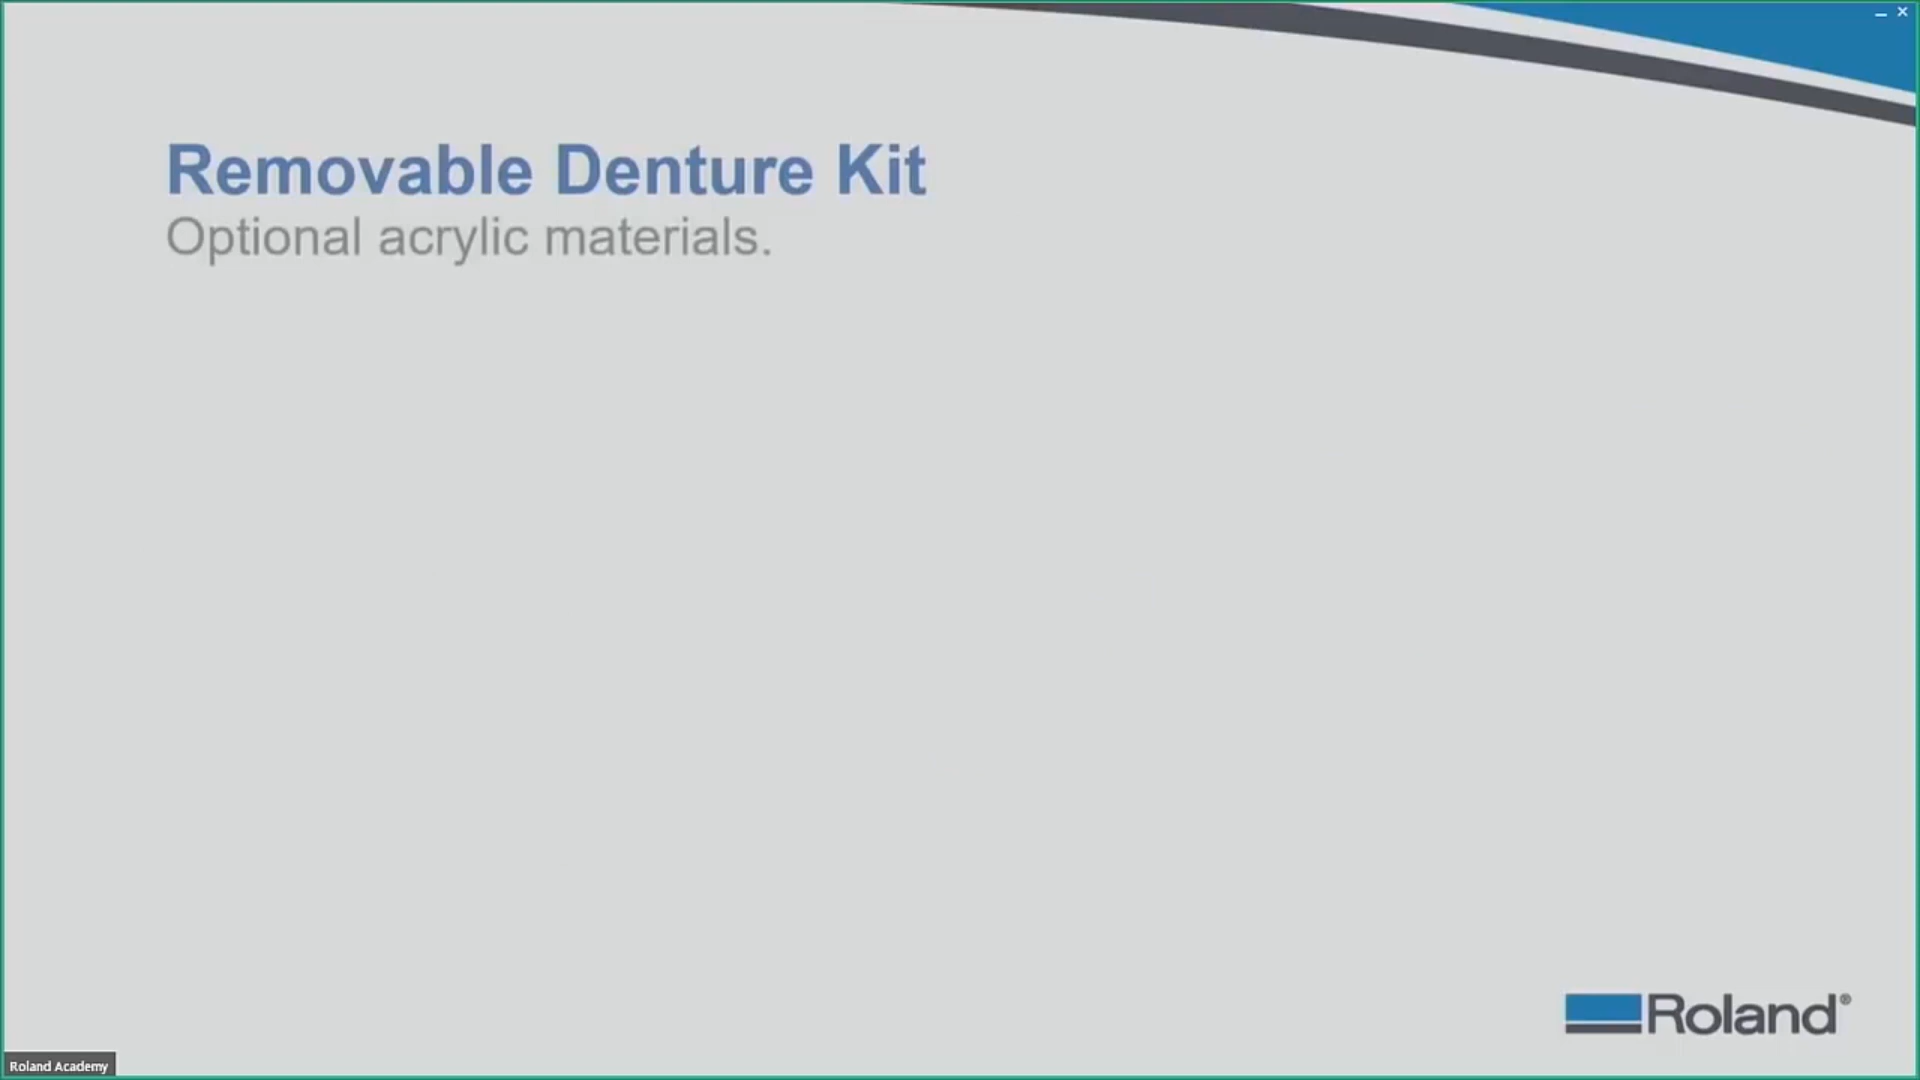 Removable Denture Kit
Optional acrylic materials.
Roland®
Roland Academy